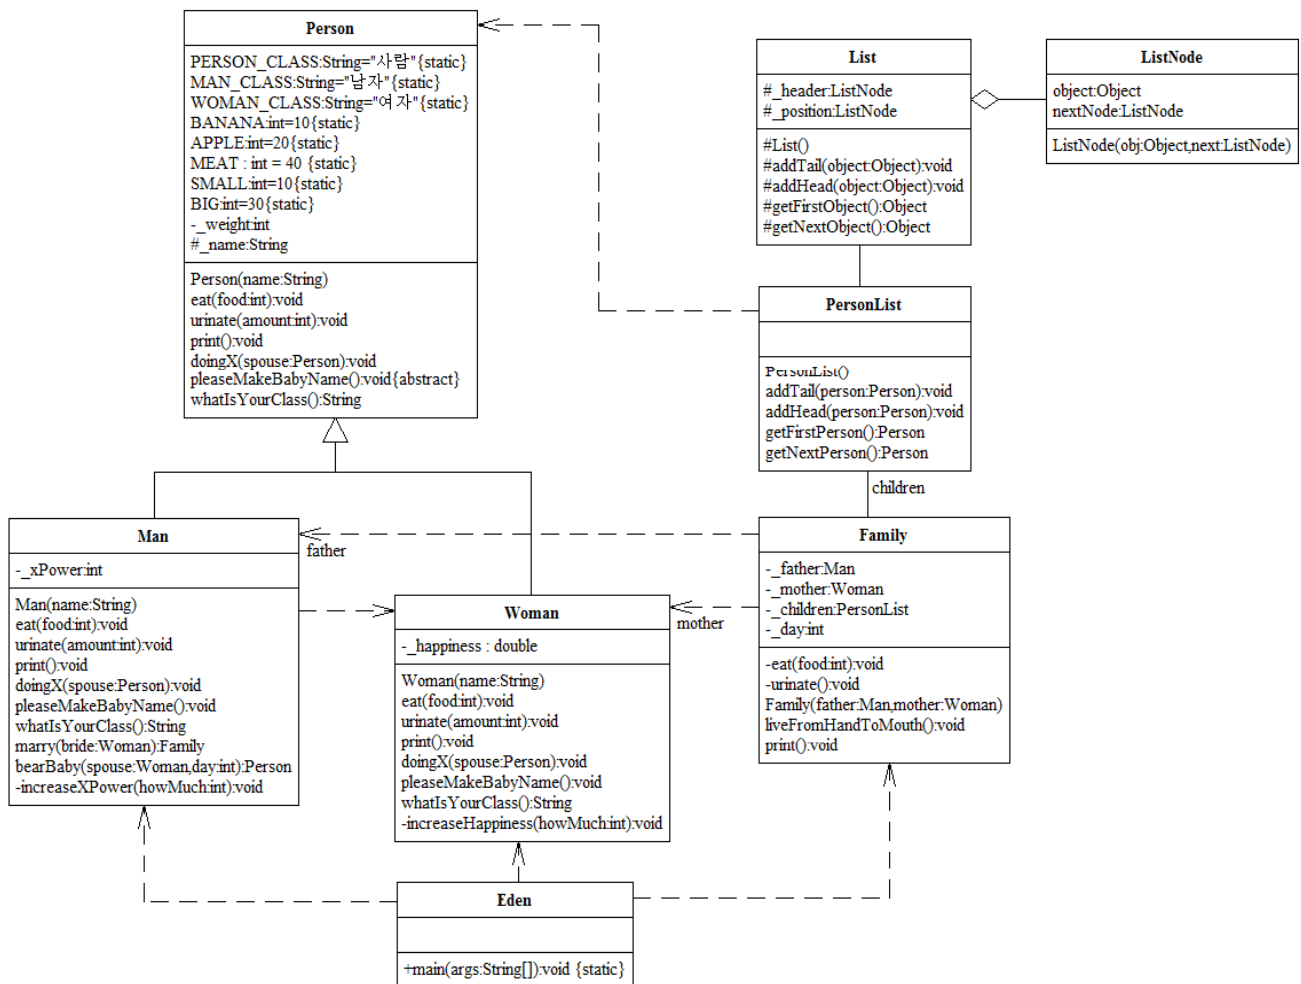 Person
PERSON_CLASS:String="사람"{static}
MAN_CLASS:String="남자"{static}
WOMAN_CLASS:String="여자"{static}
BANANA:int=10{static}
APPLE:int=20{static}
MEAT : int = 40 {static}
SMALL:int=10{static}
BIG:int=30{static}
-_weight:int
#_name:String
Person(name:String)
eat(food:int):void
urinate(amount:int):void
print():void
doingX(spouse:Person):void
pleaseMakeBabyName():void{abstract}
whatIsYourClass():String
List
#_header:ListNode
#_position:ListNode
#List()
#addTail(object:Object):void
#addHead(object:Object):void
#getFirstObject():Object
#getNextObject():Object
ListNode
object:Object
nextNode:ListNode
ListNode(obj:Object,next:ListNode)
PersonList
PersonList()
addTail(person:Person):void
addHead(person:Person):void
getFirstPerson():Person
getNextPerson():Person
children
Man
-_xPower:int
Man(name:String)
eat(food:int):void
urinate(amount:int):void
print():void
doingX(spouse:Person):void
pleaseMakeBabyName():void
whatIsYourClass():String
marry(bride:Woman):Family
bearBaby(spouse:Woman,day:int):Person
-increaseXPower(howMuch:int):void
father
Woman
-_happiness : double
Woman(name:String)
eat(food:int):void
urinate(amount:int):void
print():void
doingX(spouse:Person):void
pleaseMakeBabyName():void
whatIsYourClass():String
-increaseHappiness(howMuch:int):void
mother
Family
-_father:Man
-_mother:Woman
-_children:PersonList
-_day:int
-eat(food:int):void
-urinate():void
Family(father:Man,mother:Woman)
liveFromHandToMouth():void
print():void
Eden
+main(args:String[]):void {static}